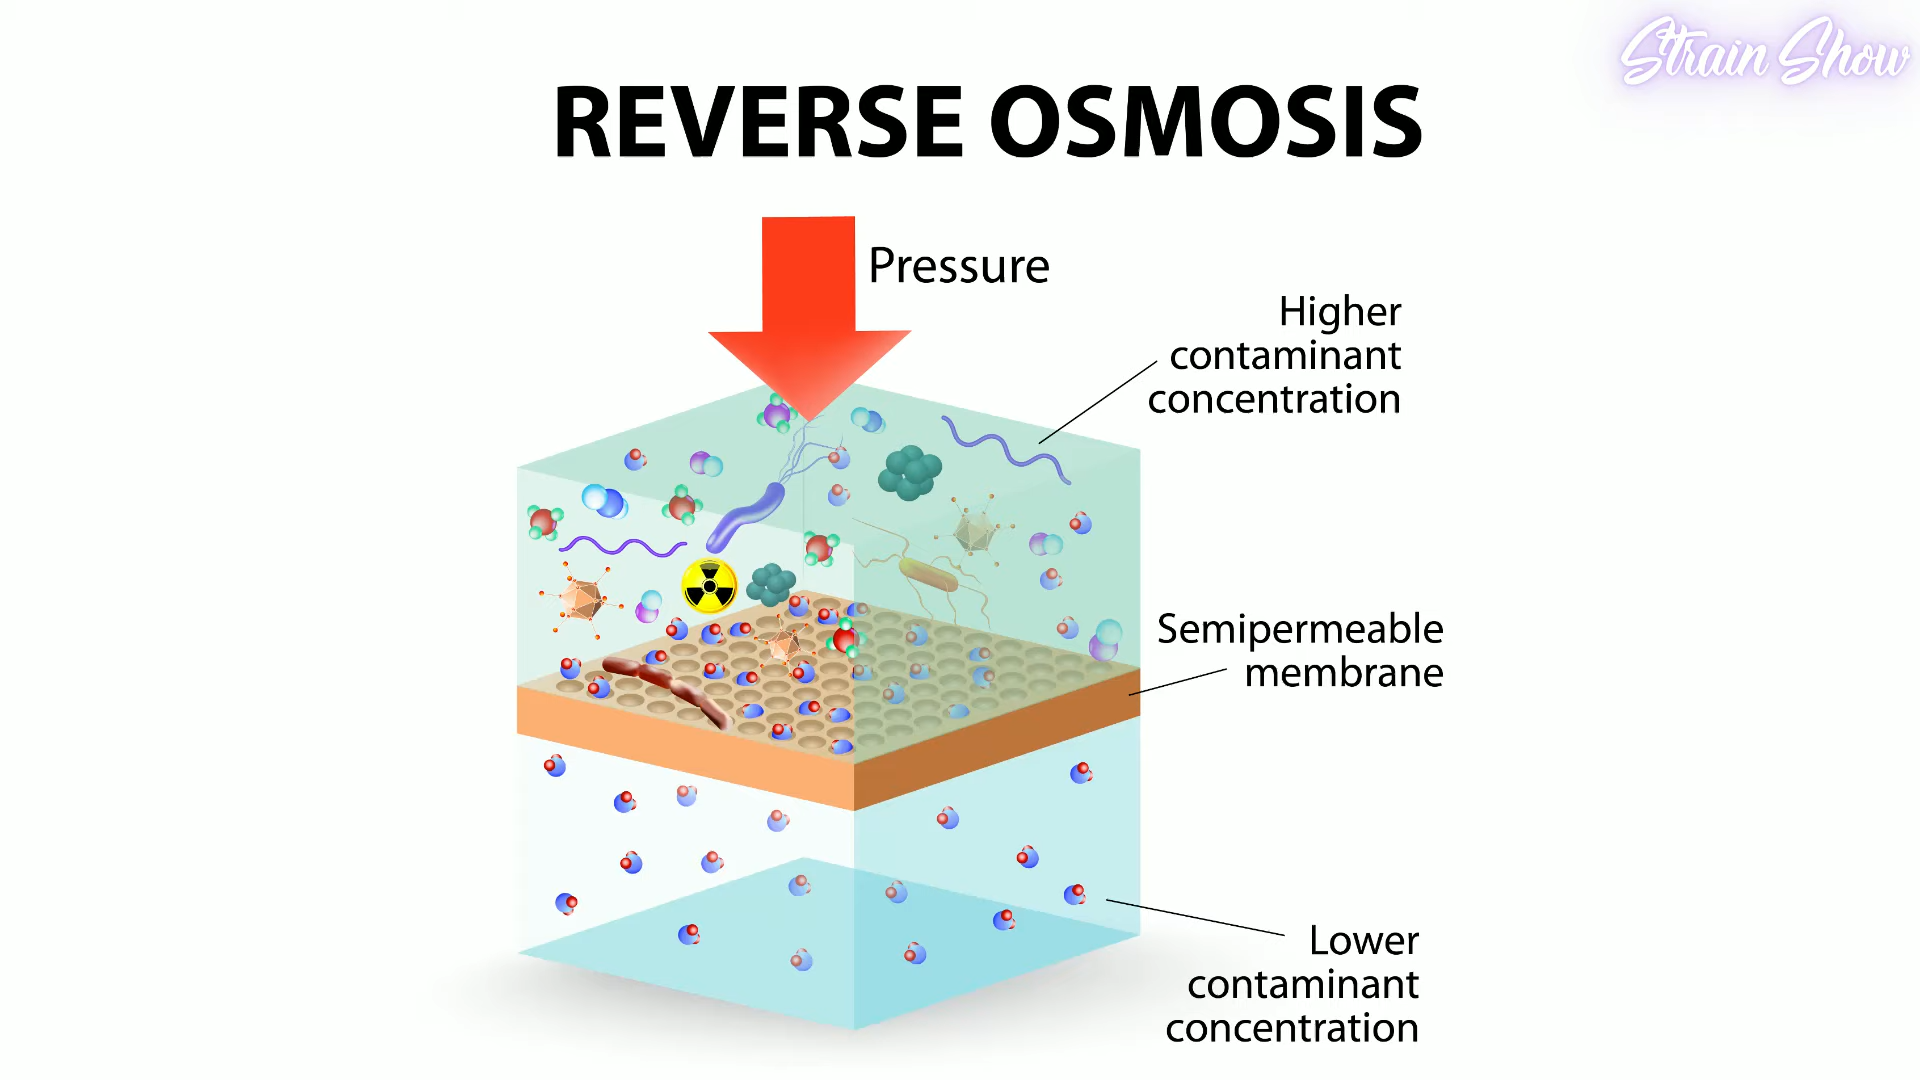 Strain Show
REVERSE OSMOSIS
Pressure
Higher
contaminant
concentration
Semipermeable
membrane
Lower
contaminant
concentration